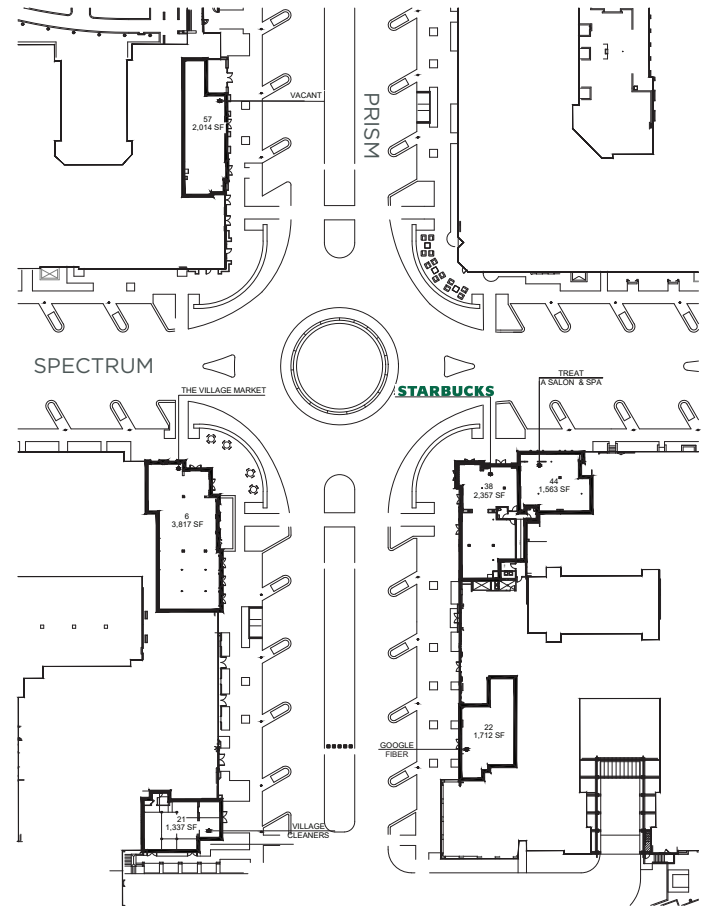 VACANT
PRISM
57
2,014 SF
SPECTRUM
THE VILLAGE MARKET
STARBUCKS
TREAT
A SALON & SPA
38
2,357 SF
44
1,563 SF
6
3,817 SF
22
1,712 SF
GOOGLE
FIBER
21
1,337 SF
VILLAGE
CLEANERS